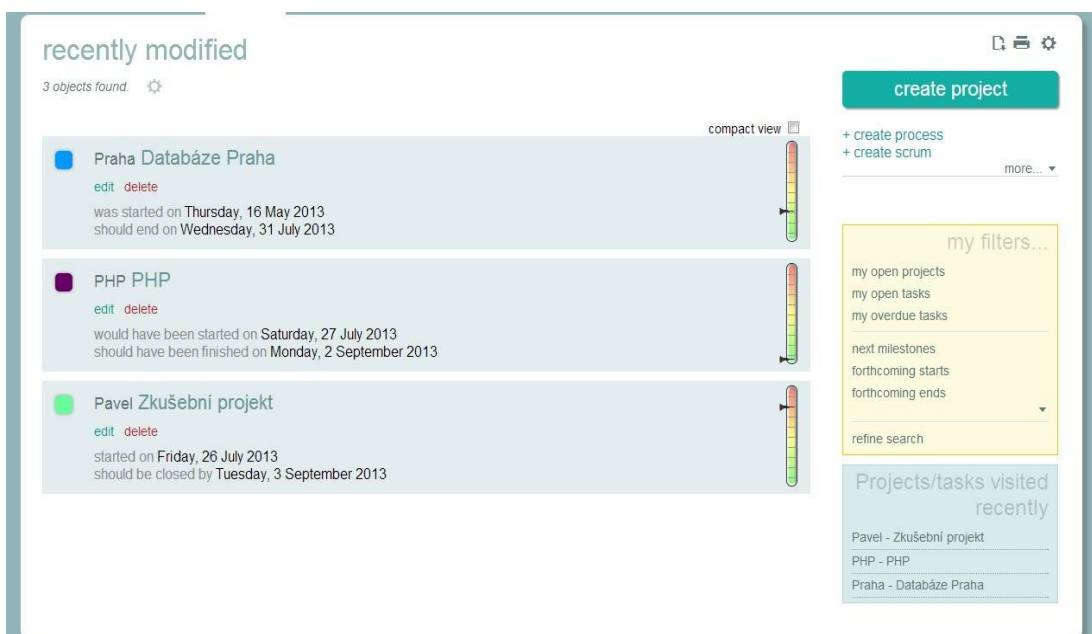 recently modified
3 objects found.
compact view
Praha Databáze Praha
edit delete
was started on Thursday, 16 May 2013
should end on Wednesday, 31 July 2013
PHP PHP
edit delete
would have been started on Saturday, 27 July 2013
should have been finished on Monday, 2 September 2013
Pavel Zkušební projekt
edit delete
started on Friday, 26 July 2013
should be closed by Tuesday, 3 September 2013
create project
+ create process
+ create scrum
more...
my filters...
my open projects
my open tasks
my overdue tasks
next milestones
forthcoming starts
forthcoming ends
refine search
Projects/tasks visited
recently
Pavel - Zkušební projekt
PHP - PHP
Praha - Databáze Praha